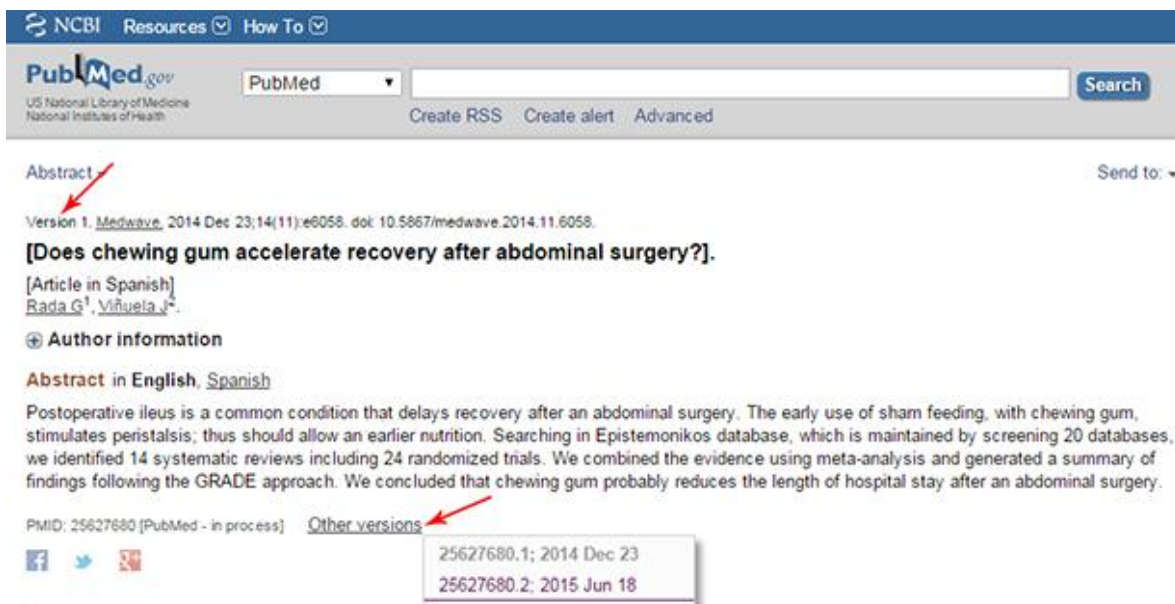 NCBI Resources How To
PubMed.gov
US National Library of Medicine
National Institutes of Health
PubMed
Search
Create RSS Create alert Advanced
Abstract
Send to:
Version 1. Medwave. 2014 Dec 23;14(11):e6058. doi: 10.5867/medwave.2014.11.6058.
[Does chewing gum accelerate recovery after abdominal surgery?].
[Article in Spanish]
Rada G1, Viñuela J2.
Author information
Abstract in English, Spanish
Postoperative ileus is a common condition that delays recovery after an abdominal surgery. The early use of sham feeding, with chewing gum,
stimulates peristalsis; thus should allow an earlier nutrition. Searching in Epistemonikos database, which is maintained by screening 20 databases,
we identified 14 systematic reviews including 24 randomized trials. We combined the evidence using meta-analysis and generated a summary of
findings following the GRADE approach. We concluded that chewing gum probably reduces the length of hospital stay after an abdominal surgery.
PMID: 25627680 [PubMed - in process] Other versions
25627680.1; 2014 Dec 23
25627680.2; 2015 Jun 18